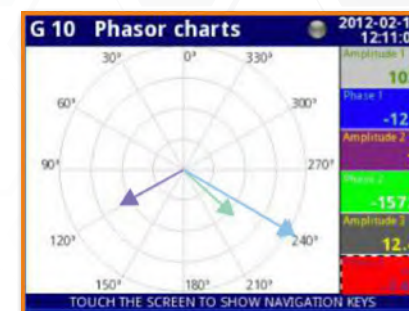 G 10 Phasor charts
2012-02-1
12:11:0
30° 0° 330°
Amplitude 1
10
60° 300°
Phase 1
-12
90° 270°
Amplitude 2
Phase 2
-157.
120° 240°
Amplitude 3
12.
150° 180° 210°
TOUCH THE SCREEN TO SHOW NAVIGATION KEYS